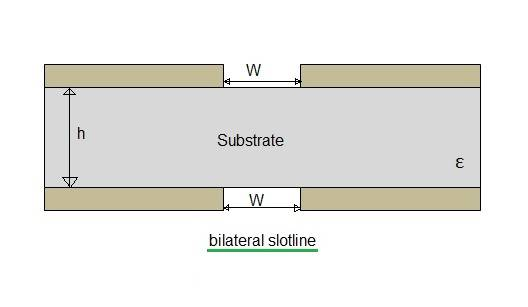 W
h
Substrate
ε
W
bilateral slotline